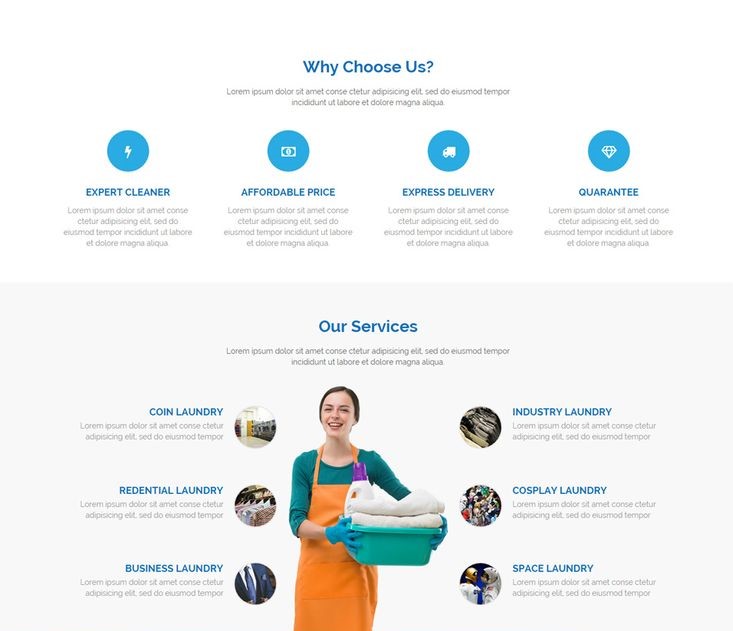 Why Choose Us?
Lorem ipsum dolor sit amet conse ctetur adipisicing elit, sed do eiusmod tempor
incididunt ut labore et dolore magna aliqua.
EXPERT CLEANER
Lorem ipsum dolor sit amet conse
ctetur adipisicing elit, sed do
eiusmod tempor incididunt ut labore
et dolore magna aliqua.
AFFORDABLE PRICE
Lorem ipsum dolor sit amet conse
ctetur adipisicing elit, sed do
eiusmod tempor incididunt ut labore
et dolore magna aliqua.
EXPRESS DELIVERY
Lorem ipsum dolor sit amet conse
ctetur adipisicing elit, sed do
eiusmod tempor incididunt ut labore
et dolore magna aliqua.
QUARANTEE
Lorem ipsum dolor sit amet conse
ctetur adipisicing elit, sed do
eiusmod tempor incididunt ut labore
et dolore magna aliqua.
Our Services
Lorem ipsum dolor sit amet conse ctetur adipisicing elit, sed do eiusmod tempor
incididunt ut labore et dolore magna aliqua.
COIN LAUNDRY
Lorem ipsum dolor sit amet conse ctetur
adipisicing elit, sed do eiusmod tempor
REDENTIAL LAUNDRY
Lorem ipsum dolor sit amet conse ctetur
adipisicing elit, sed do eiusmod tempor
BUSINESS LAUNDRY
Lorem ipsum dolor sit amet conse ctetur
adipisicing elit, sed do eiusmod tempor
INDUSTRY LAUNDRY
Lorem ipsum dolor sit amet conse ctetur
adipisicing elit, sed do eiusmod tempor
COSPLAY LAUNDRY
Lorem ipsum dolor sit amet conse ctetur
adipisicing elit, sed do eiusmod tempor
SPACE LAUNDRY
Lorem ipsum dolor sit amet conse ctetur
adipisicing elit, sed do eiusmod tempor